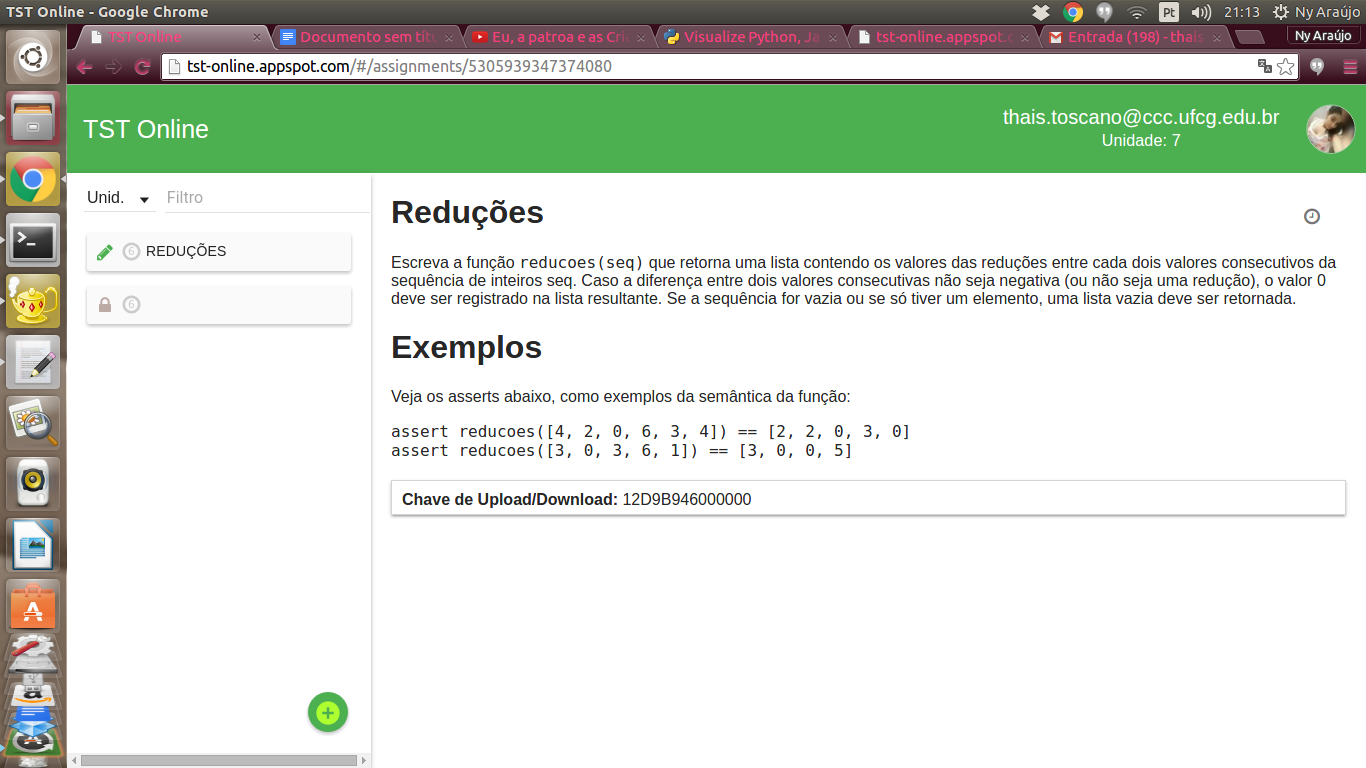 TST Online - Google Chrome
Pt
21:13
Ny Araújo
TST Online
Documento sem títu
Eu, a patroa e as Cria
Visualize Python, Ja
tst-online.appspot.c
Entrada (198) - thais
Ny Araújo
tst-online.appspot.com/#/assignments/5305939347374080
TST Online
thais.toscano@ccc.ufcg.edu.br
Unidade: 7
Unid.
Filtro
6 REDUÇÕES
6
Reduções
Escreva a função reducoes(seq) que retorna uma lista contendo os valores das reduções entre cada dois valores consecutivos da
sequência de inteiros seq. Caso a diferença entre dois valores consecutivas não seja negativa (ou não seja uma redução), o valor 0
deve ser registrado na lista resultante. Se a sequência for vazia ou se só tiver um elemento, uma lista vazia deve ser retornada.
Exemplos
Veja os asserts abaixo, como exemplos da semântica da função:
assert reducoes([4, 2, 0, 6, 3, 4]) == [2, 2, 0, 3, 0]
assert reducoes([3, 0, 3, 6, 1]) == [3, 0, 0, 5]
Chave de Upload/Download: 12D9B946000000